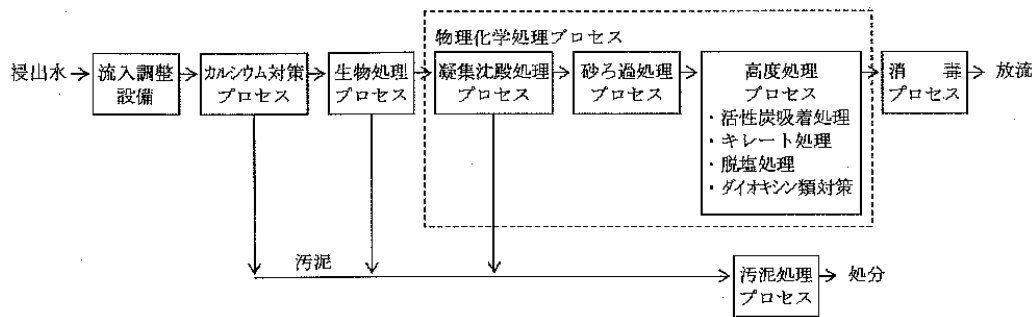 物理化学処理プロセス
浸出水
流入調整
設備
カルシウム対策
プロセス
生物処理
プロセス
凝集沈殿処理
プロセス
砂ろ過処理
プロセス
高度処理
プロセス
・活性炭吸着処理
・キレート処理
・脱塩処理
・ダイオキシン類対策
消　毒
プロセス
放流
汚泥
汚泥処理
プロセス
処分